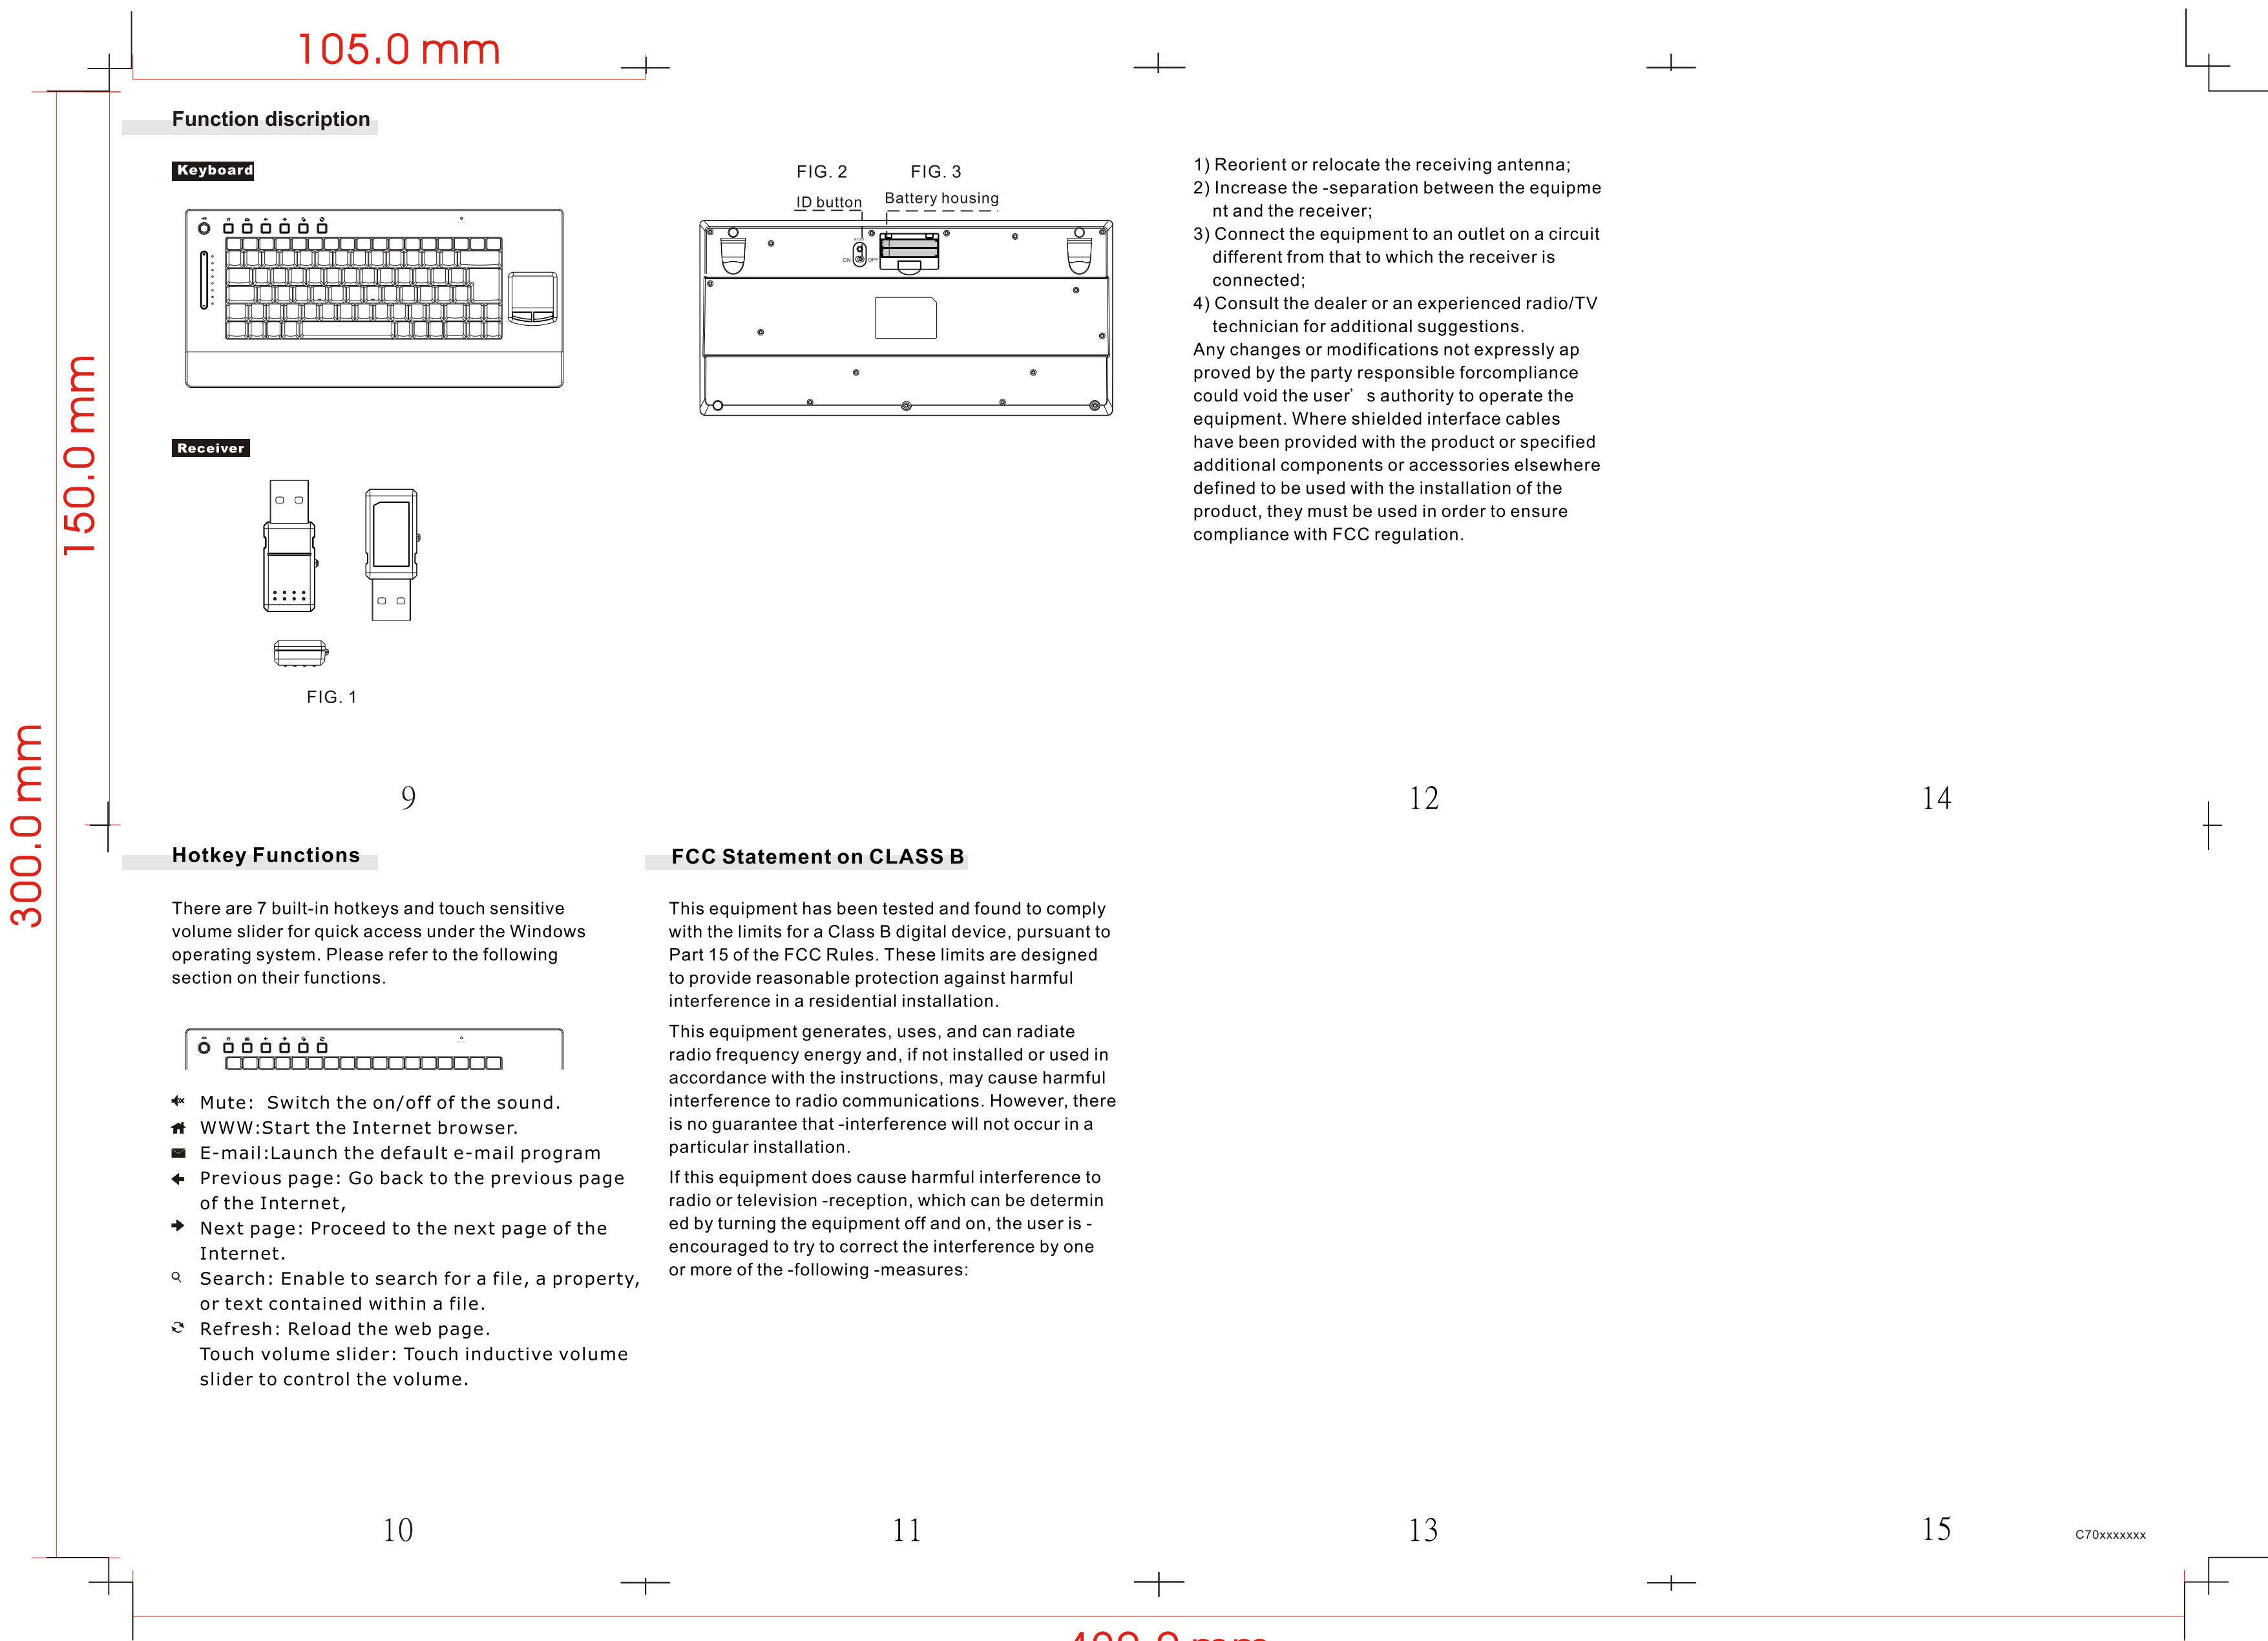 105.0 mm
150.0 mm
300.0 mm
Function discription
Keyboard
Receiver
FIG. 1
9
FIG. 2
FIG. 3
ID button
Battery housing
ON
OFF
1) Reorient or relocate the receiving antenna;
2) Increase the -separation between the equipme
nt and the receiver;
3) Connect the equipment to an outlet on a circuit
different from that to which the receiver is
connected;
4) Consult the dealer or an experienced radio/TV
technician for additional suggestions.
Any changes or modifications not expressly ap
proved by the party responsible forcompliance
could void the user’ s authority to operate the
equipment. Where shielded interface cables
have been provided with the product or specified
additional components or accessories elsewhere
defined to be used with the installation of the
product, they must be used in order to ensure
compliance with FCC regulation.
12
14
Hotkey Functions
There are 7 built-in hotkeys and touch sensitive
volume slider for quick access under the Windows
operating system. Please refer to the following
section on their functions.
Mute: Switch the on/off of the sound.
WWW:Start the Internet browser.
E-mail:Launch the default e-mail program
Previous page: Go back to the previous page
of the Internet,
Next page: Proceed to the next page of the
Internet.
Search: Enable to search for a file, a property,
or text contained within a file.
Refresh: Reload the web page.
Touch volume slider: Touch inductive volume
slider to control the volume.
10
FCC Statement on CLASS B
This equipment has been tested and found to comply
with the limits for a Class B digital device, pursuant to
Part 15 of the FCC Rules. These limits are designed
to provide reasonable protection against harmful
interference in a residential installation.
This equipment generates, uses, and can radiate
radio frequency energy and, if not installed or used in
accordance with the instructions, may cause harmful
interference to radio communications. However, there
is no guarantee that -interference will not occur in a
particular installation.
If this equipment does cause harmful interference to
radio or television -reception, which can be determin
ed by turning the equipment off and on, the user is -
encouraged to try to correct the interference by one
or more of the -following -measures:
11
13
15
C70xxxxxxx